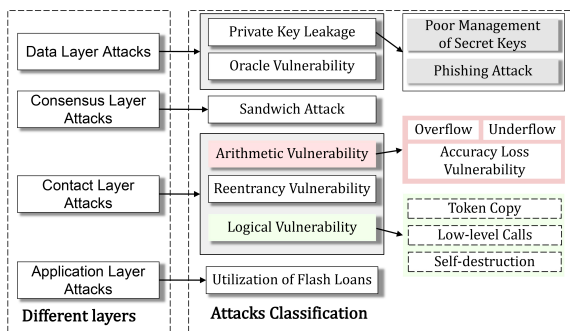 Data Layer Attacks
Private Key Leakage
Oracle Vulnerability
Poor Management
of Secret Keys
Phishing Attack
Consensus Layer
Attacks
Sandwich Attack
Contact Layer
Attacks
Arithmetic Vulnerability
Reentrancy Vulnerability
Logical Vulnerability
Overflow
Underflow
Accuracy Loss
Vulnerability
Token Copy
Low-level Calls
Self-destruction
Application Layer
Attacks
Utilization of Flash Loans
Different layers
Attacks Classification